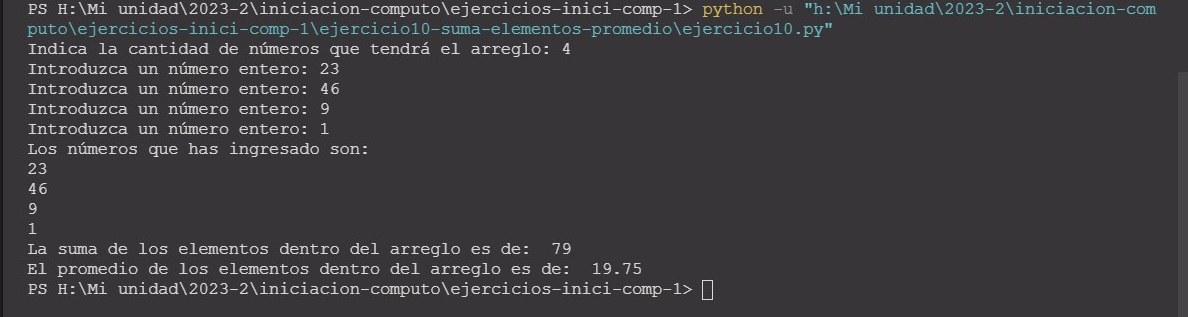 PS H:\Mi unidad\2023-2\iniciacion-computo\ejercicios-inici-comp-1> python -u "h:\Mi unidad\2023-2\iniciacion-com
puto\ejercicios-inici-comp-1\ejercicio10-suma-elementos-promedio\ejercicio10.py"
Indica la cantidad de números que tendrá el arreglo: 4
Introduzca un número entero: 23
Introduzca un número entero: 46
Introduzca un número entero: 9
Introduzca un número entero: 1
Los números que has ingresado son:
23
46
9
1
La suma de los elementos dentro del arreglo es de:  79
El promedio de los elementos dentro del arreglo es de:  19.75
PS H:\Mi unidad\2023-2\iniciacion-computo\ejercicios-inici-comp-1>